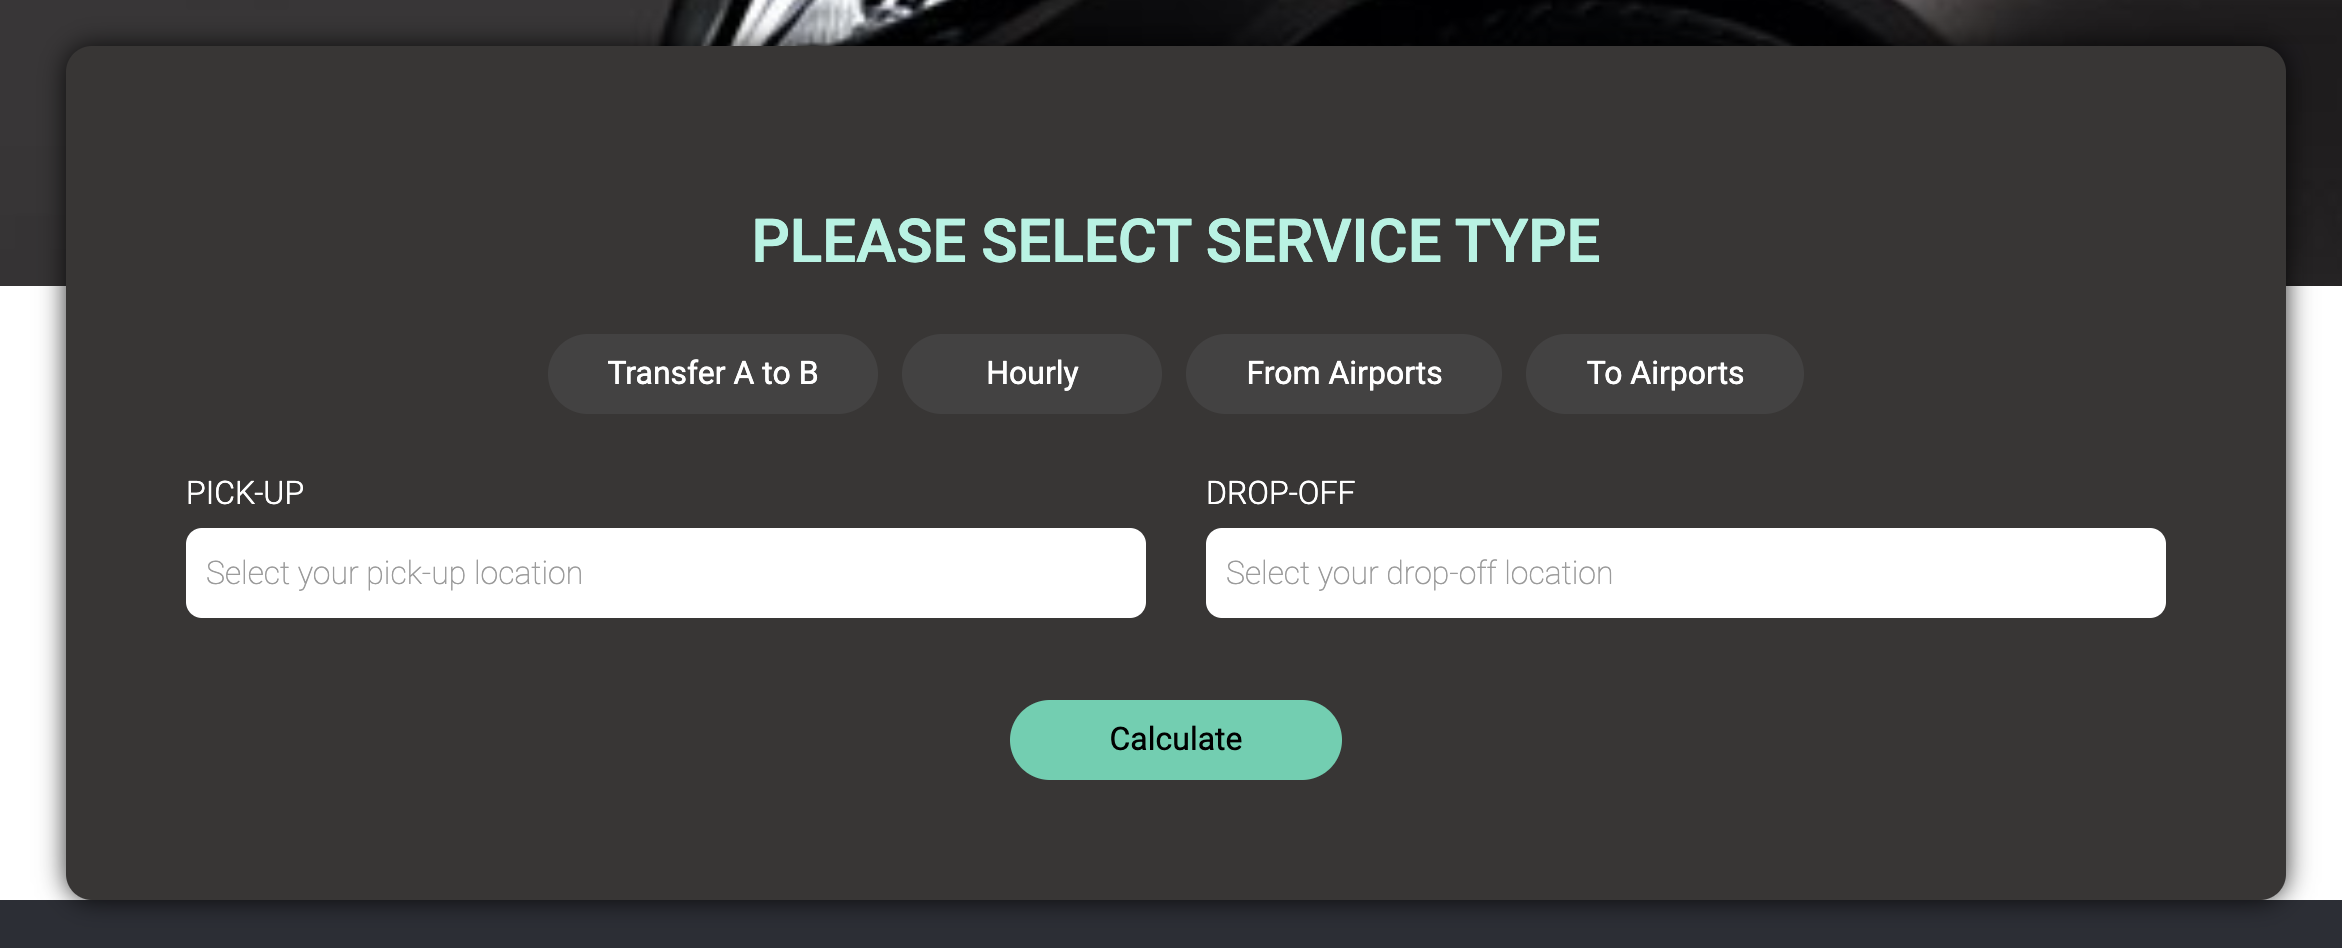 PLEASE SELECT SERVICE TYPE
Transfer A to B
Hourly
From Airports
To Airports
PICK-UP
DROP-OFF
Select your pick-up location
Select your drop-off location
Calculate